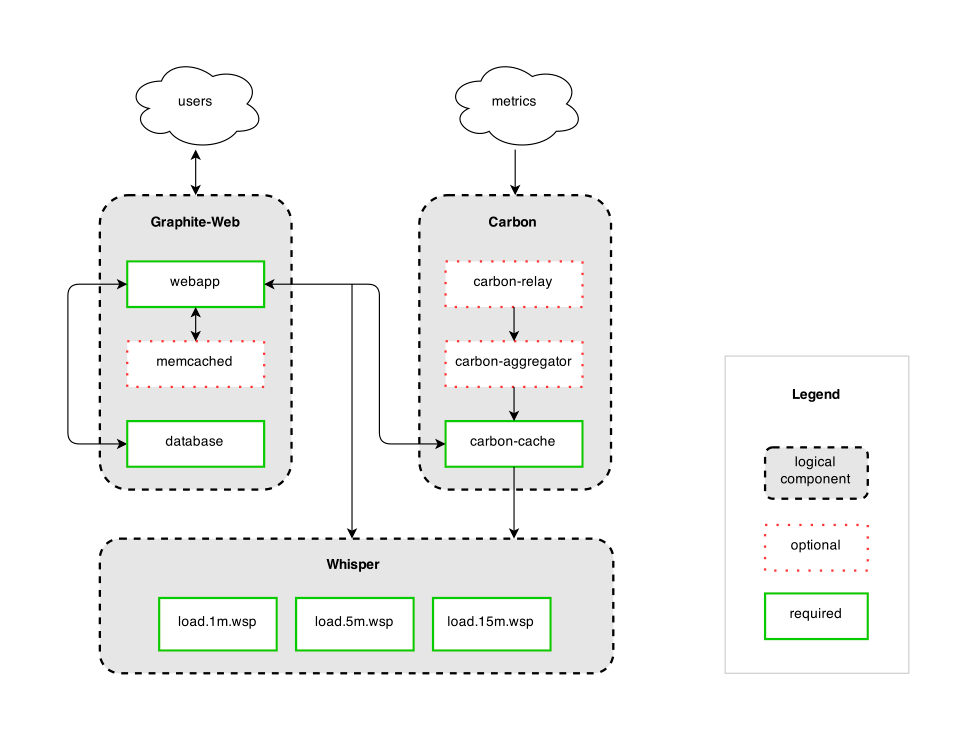 users
metrics
Graphite-Web
webapp
memcached
database
Carbon
carbon-relay
carbon-aggregator
carbon-cache
Whisper
load.1m.wsp
load.5m.wsp
load.15m.wsp
Legend
logical
component
optional
required